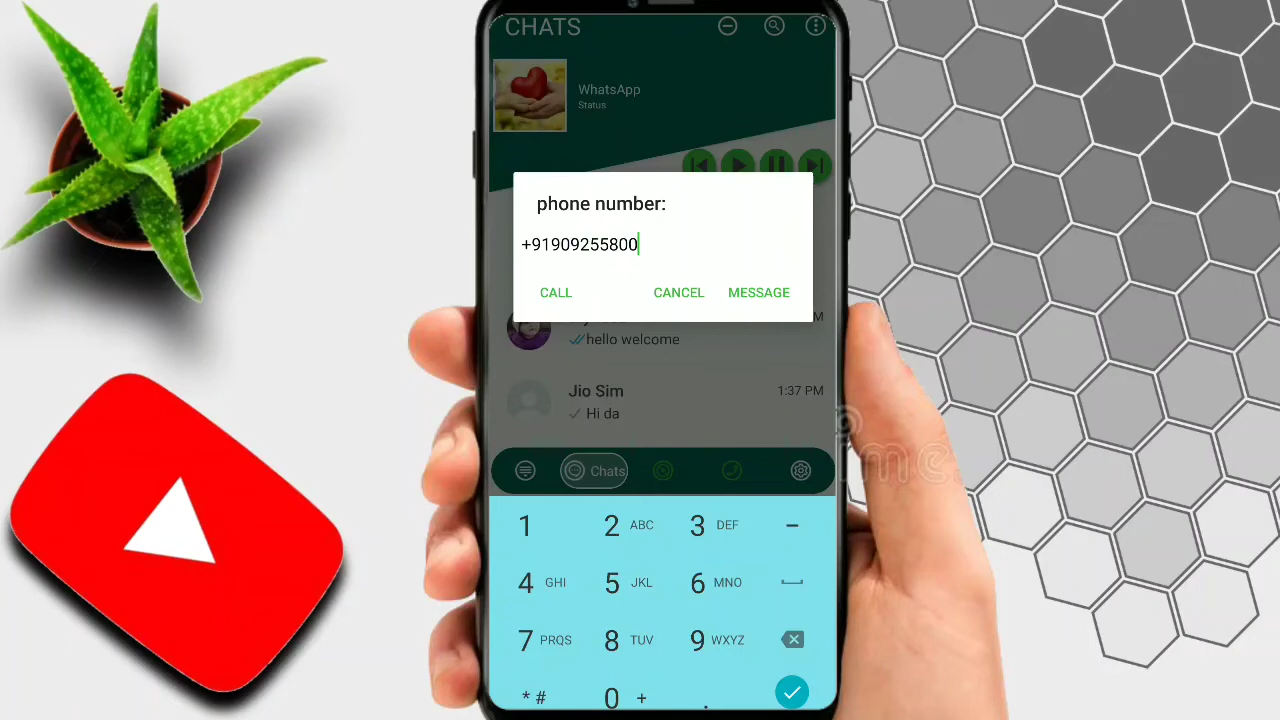 CHATS
WhatsApp
Status
phone number:
+91909255800
CALL CANCEL MESSAGE
hello welcome
Jio Sim 1:37 PM
Hi da
Chats
1 2 ABC 3 DEF -
4 GHI 5 JKL 6 MNO
7 PRQS 8 TUV 9 WXYZ
* # 0 + .